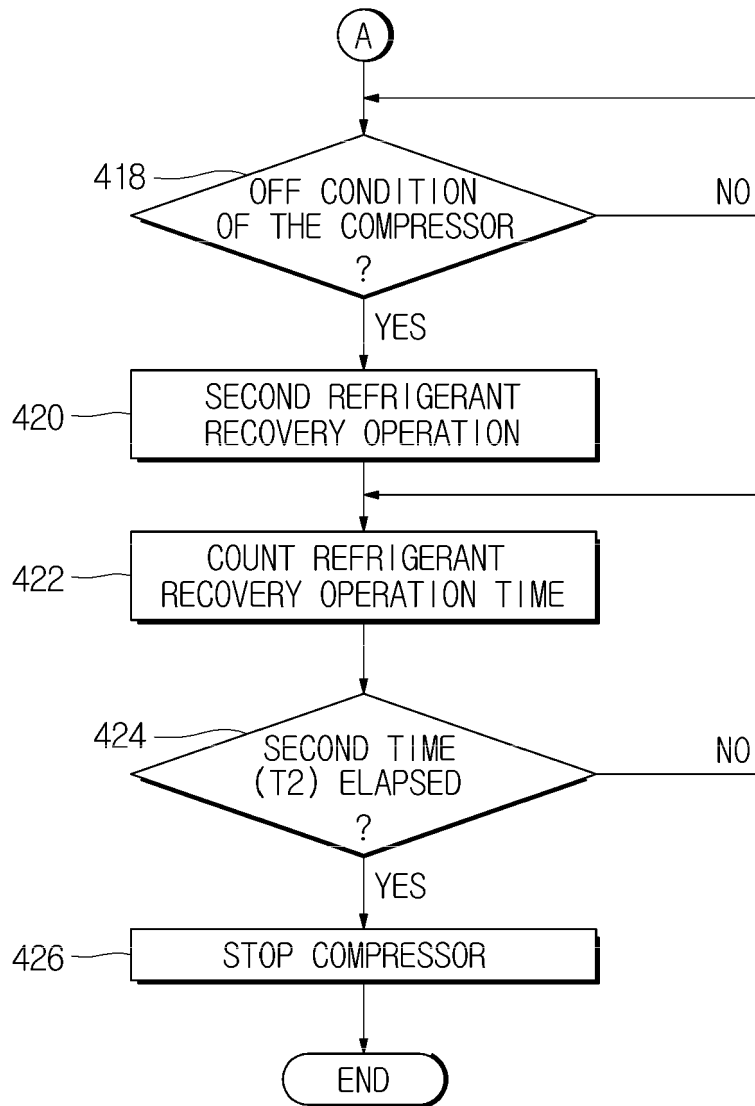 A
418
OFF CONDITION
OF THE COMPRESSOR
?
NO
YES
420
SECOND REFRIGERANT
RECOVERY OPERATION
422
COUNT REFRIGERANT
RECOVERY OPERATION TIME
424
SECOND TIME
(T2) ELAPSED
?
NO
YES
426
STOP COMPRESSOR
END